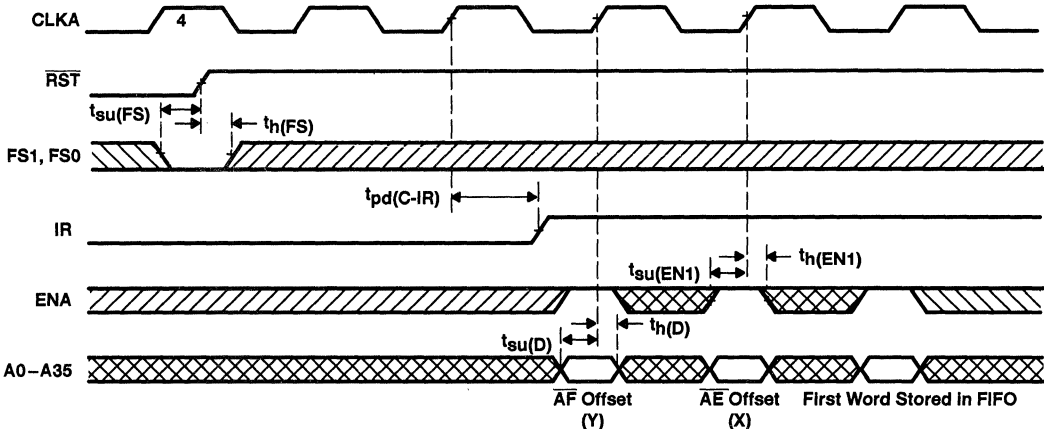 CLKA
4
RST
tsu(FS)
th(FS)
FS1, FS0
tpd(C-IR)
IR
tsu(EN1)
th(EN1)
ENA
tsu(D)
th(D)
A0–A35
AF Offset
(Y)
AE Offset
(X)
First Word Stored in FIFO